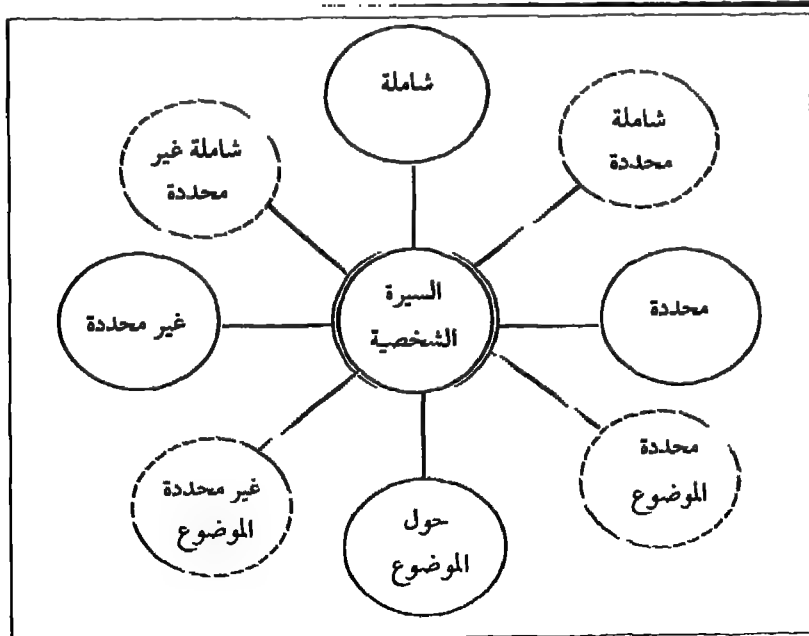 شاملة
شاملة
محددة
شاملة غير
محددة
السيرة
الشخصية
محددة
غير محددة
محددة
الموضوع
غير محددة
الموضوع
حول
الموضوع